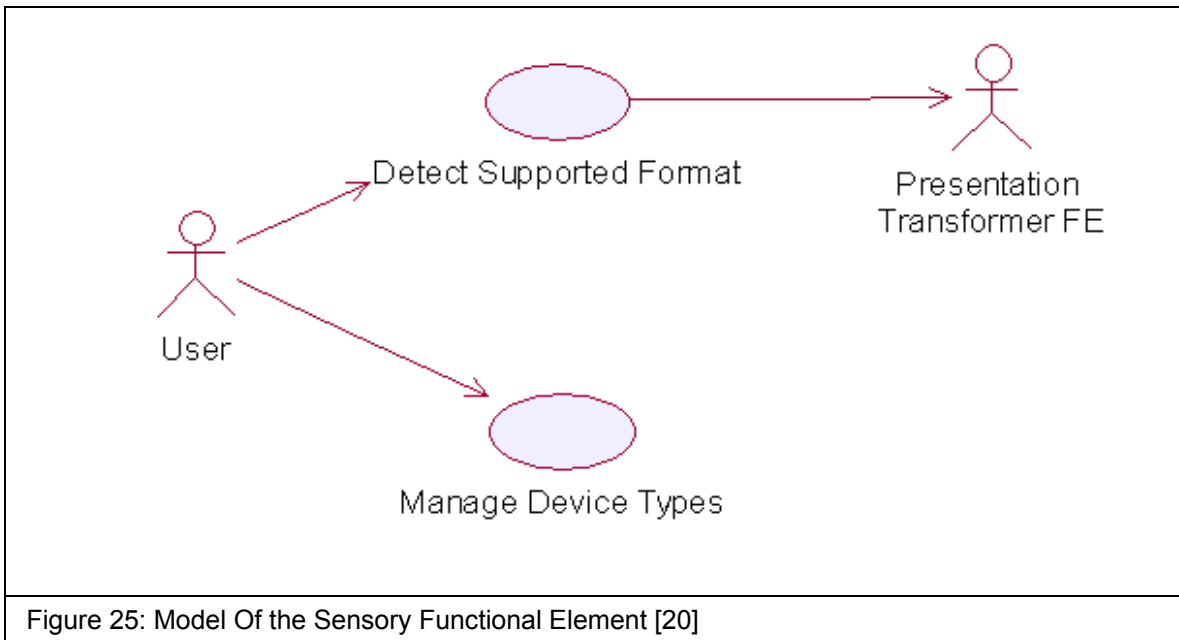 Detect Supported Format
Presentation
Transformer FE
User
Manage Device Types
Figure 25: Model Of the Sensory Functional Element [20]